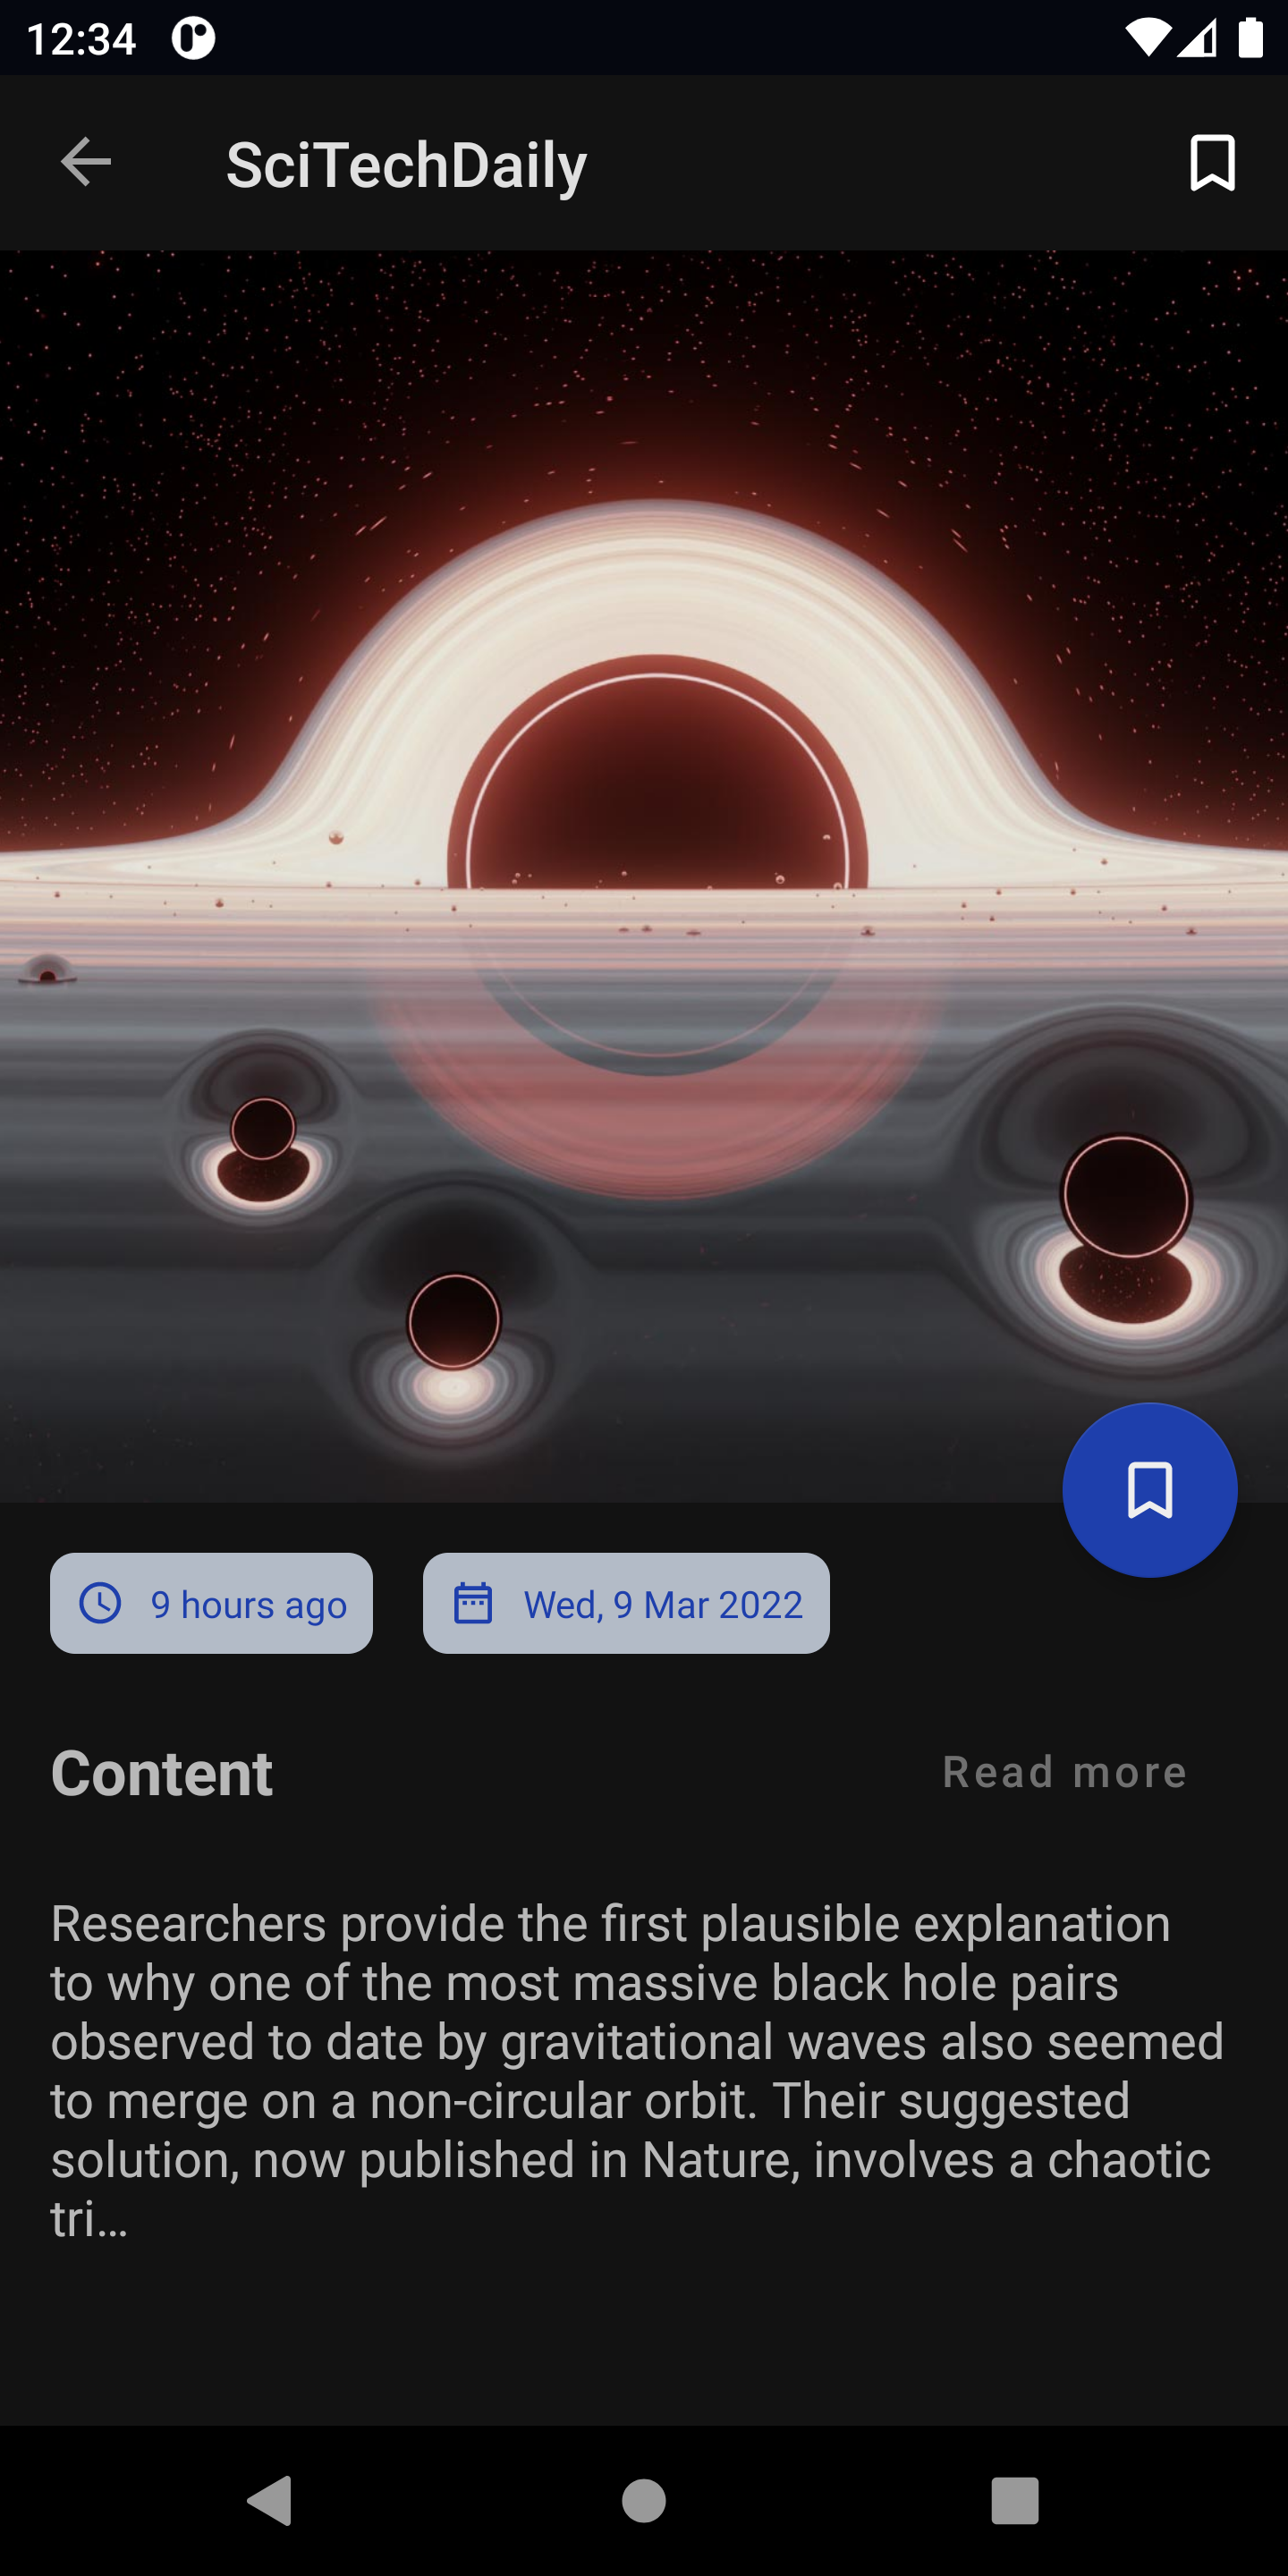 12:34
SciTechDaily
9 hours ago
Wed, 9 Mar 2022
Content
Read more
Researchers provide the first plausible explanation
to why one of the most massive black hole pairs
observed to date by gravitational waves also seemed
to merge on a non-circular orbit. Their suggested
solution, now published in Nature, involves a chaotic
tri…